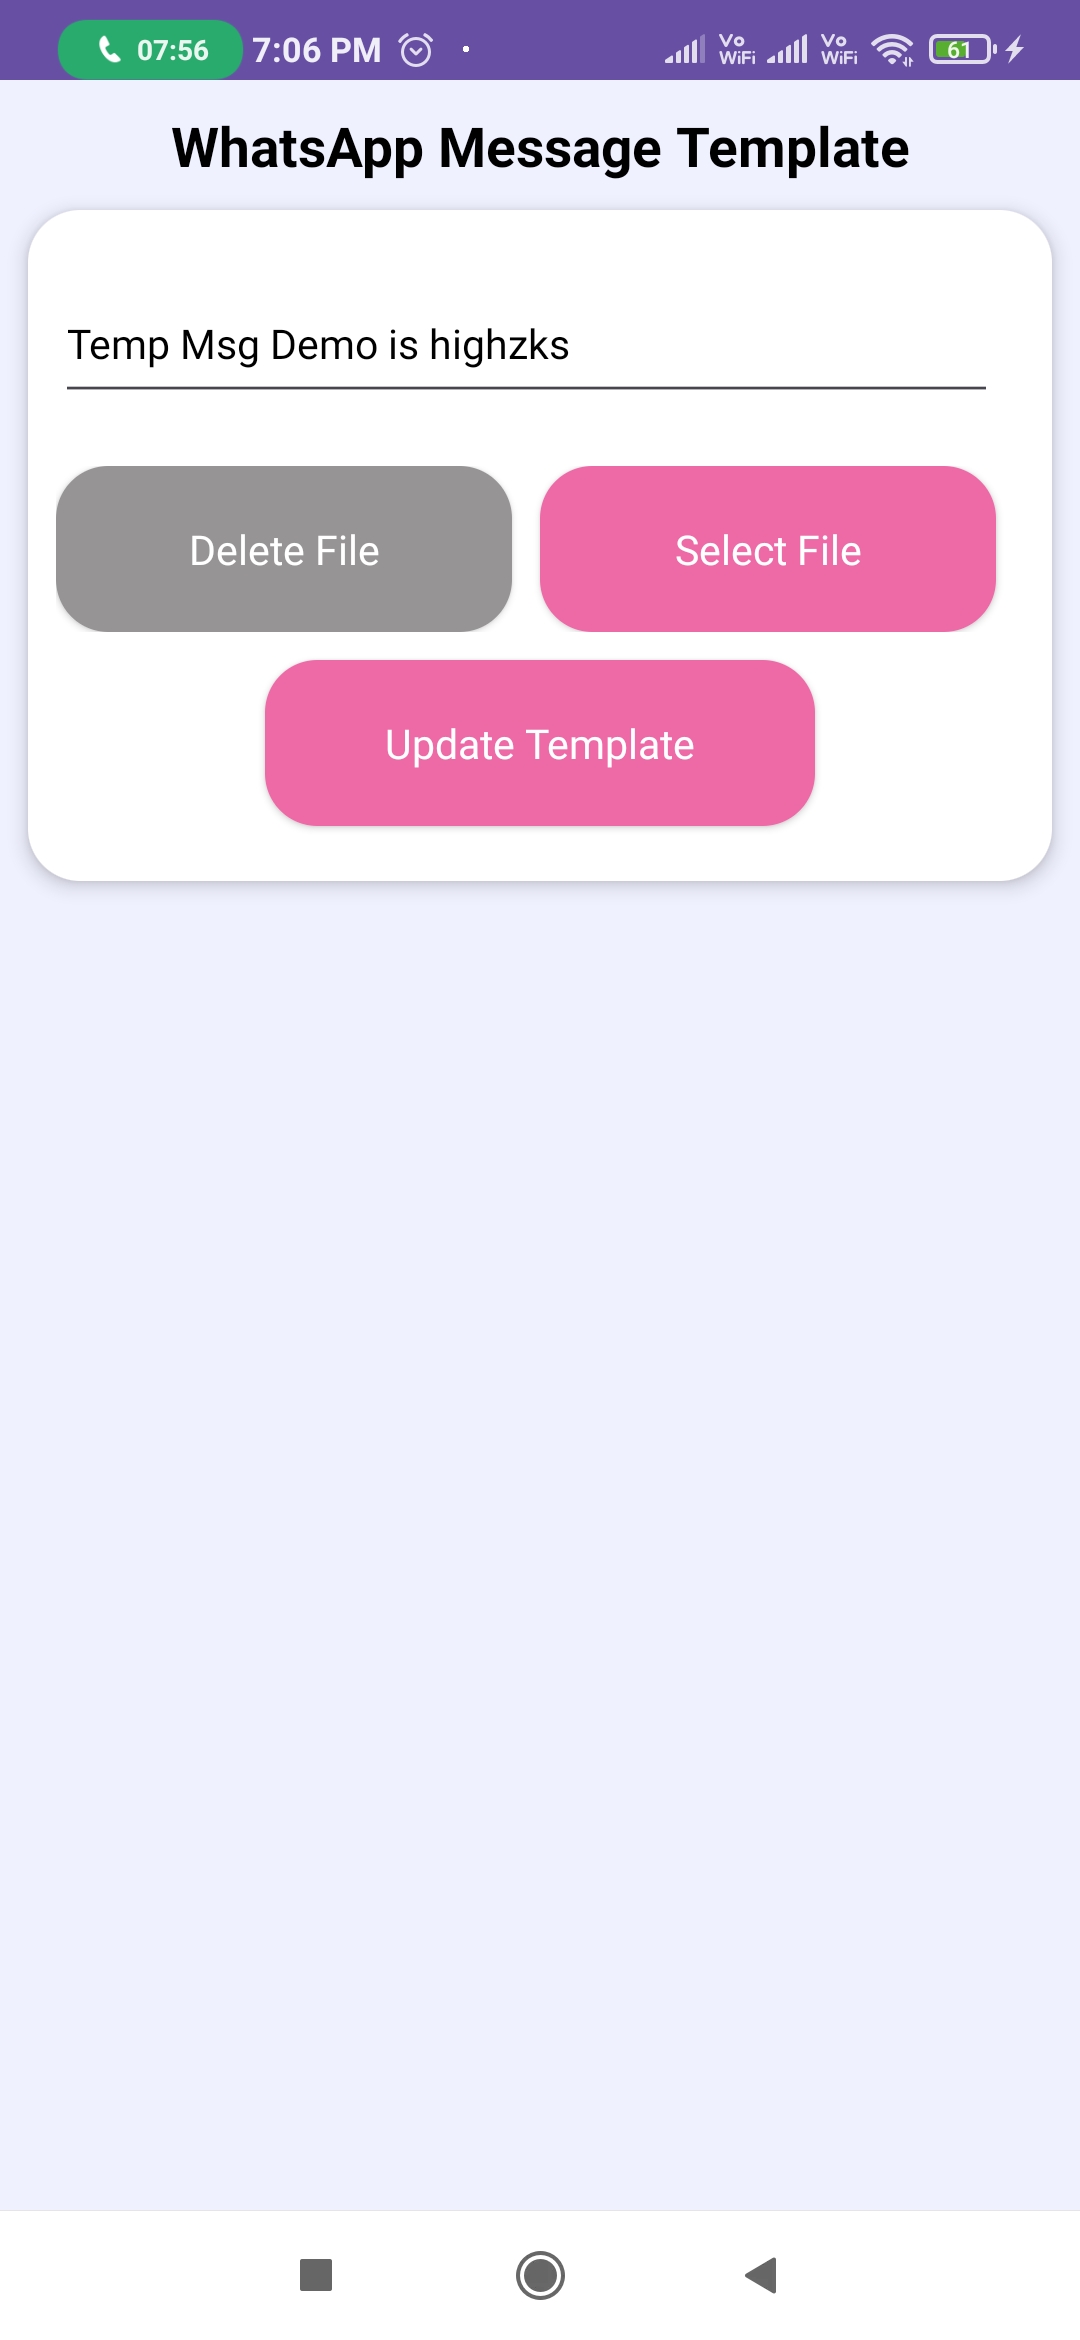 07:56 7:06 PM Vo WiFi Vo WiFi 61
WhatsApp Message Template
Temp Msg Demo is highzks
Delete File Select File
Update Template